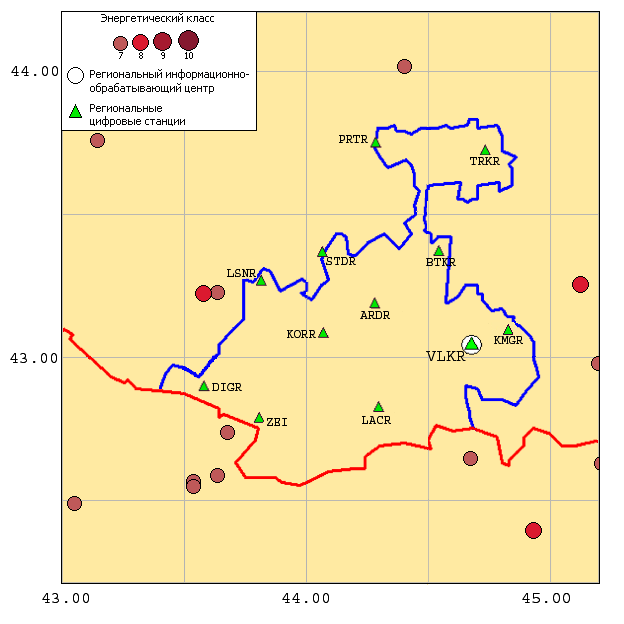 Энергетический класс
7 8 9 10
Региональный информационно-
обрабатывающий центр
Региональные
цифровые станции
44.00
PRTR
TRKR
BTKR
STDR
LSNR
ARDR
KORR
KMGR
VLKR
43.00
DIGR
ZEI
LACR
43.00 44.00 45.00